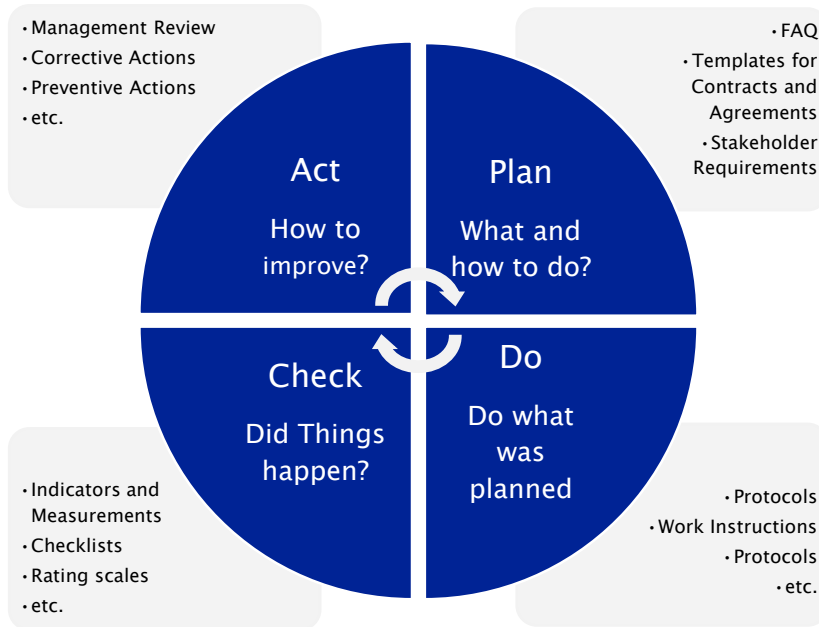 ·Management Review
·Corrective Actions
·Preventive Actions
·etc.
·FAQ
·Templates for
Contracts and
Agreements
·Stakeholder
Requirements
Act
How to
improve?
Plan
What and
how to do?
Check
Did Things
happen?
Do
Do what
was
planned
·Indicators and
Measurements
·Checklists
·Rating scales
·etc.
·Protocols
·Work Instructions
·Protocols
·etc.